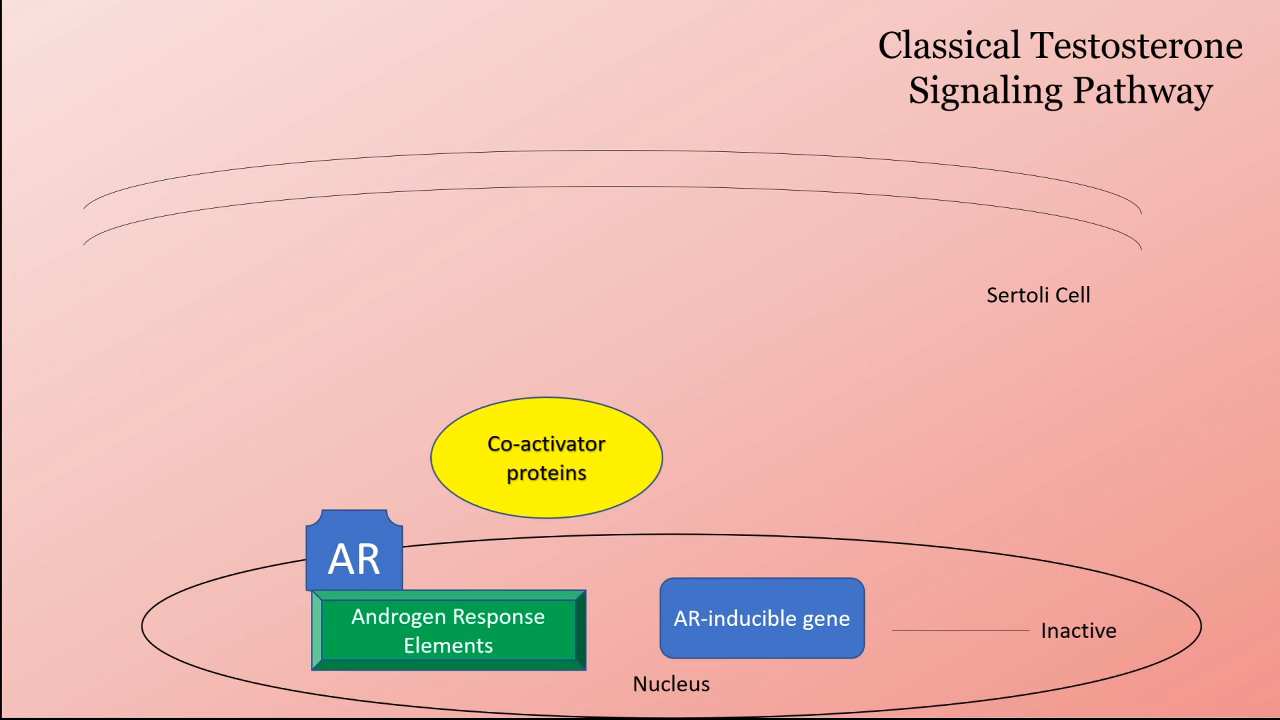 Classical Testosterone
Signaling Pathway
Sertoli Cell
Co-activator
proteins
AR
Androgen Response
Elements
AR-inducible gene
Inactive
Nucleus